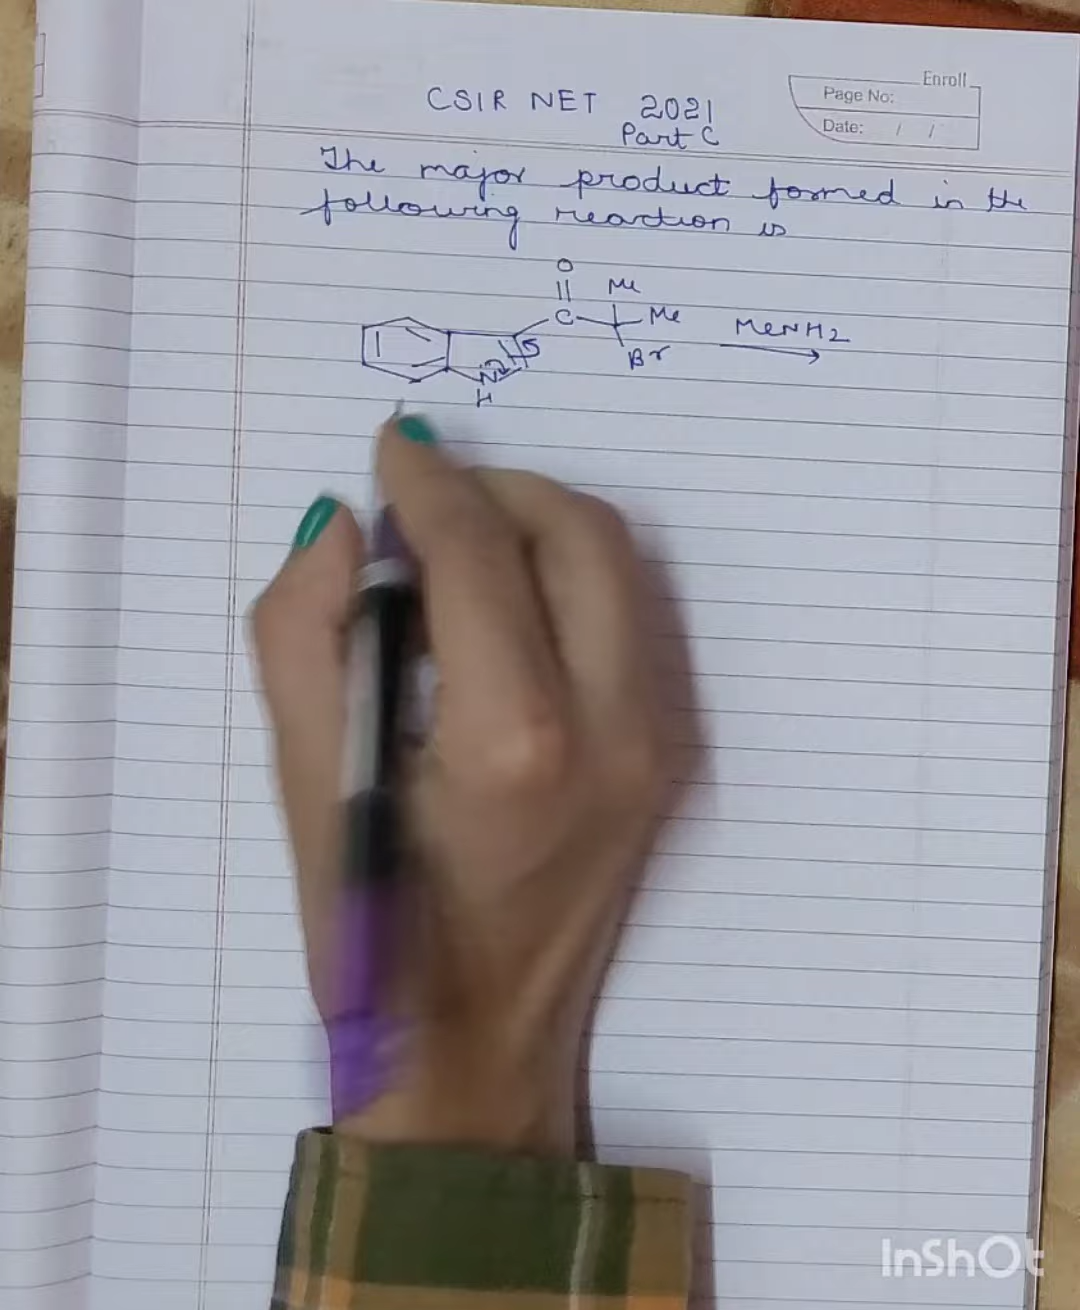 Enroll
Page No:
CSIR NET 2021
Part C
Date: / /
The major product formed in the
following reaction is
O
Me
C
Me
MeNH2
Br
N
H
InShOt